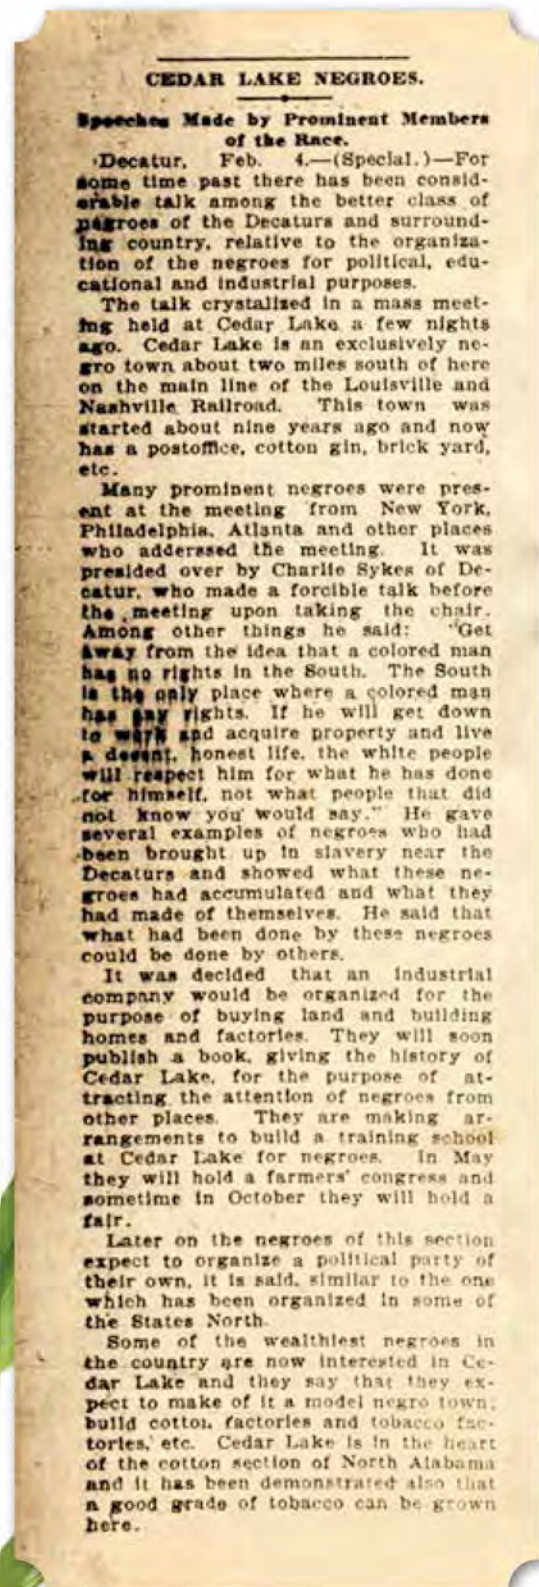 CEDAR LAKE NEGROES.
Speeches Made by Prominent Members
of the Race.
Decatur, Feb. 4.—(Special.)—For
some time past there has been consid-
erable talk among the better class of
negroes of the Decaturs and surround-
ing country, relative to the organiza-
tion of the negroes for political, edu-
cational and industrial purposes.
The talk crystalized in a mass meet-
ing held at Cedar Lake a few nights
ago. Cedar Lake is an exclusively ne-
gro town about two miles south of here
on the main line of the Louisville and
Nashville Railroad. This town was
started about nine years ago and now
has a postoffice, cotton gin, brick yard,
etc.
Many prominent negroes were pres-
ent at the meeting from New York,
Philadelphia, Atlanta and other places
who adderssed the meeting. It was
presided over by Charlie Sykes of De-
catur, who made a forcible talk before
the meeting upon taking the chair.
Among other things he said: "Get
away from the idea that a colored man
has no rights in the South. The South
is the only place where a colored man
has any rights. If he will get down
to work and acquire property and live
a decent, honest life, the white people
will respect him for what he has done
for himself, not what people that did
not know you would say." He gave
several examples of negroes who had
been brought up in slavery near the
Decaturs and showed what these ne-
groes had accumulated and what they
had made of themselves. He said that
what had been done by these negroes
could be done by others.
It was decided that an industrial
company would be organized for the
purpose of buying land and building
homes and factories. They will soon
publish a book, giving the history of
Cedar Lake, for the purpose of at-
tracting the attention of negroes from
other places. They are making ar-
rangements to build a training school
at Cedar Lake for negroes. In May
they will hold a farmers' congress and
sometime in October they will hold a
fair.
Later on the negroes of this section
expect to organize a political party of
their own, it is said, similar to the one
which has been organized in some of
the States North.
Some of the wealthiest negroes in
the country are now interested in Ce-
dar Lake and they say that they ex-
pect to make of it a model negro town,
build cotton factories and tobacco fac-
tories, etc. Cedar Lake is in the heart
of the cotton section of North Alabama
and it has been demonstrated also that
a good grade of tobacco can be grown
here.